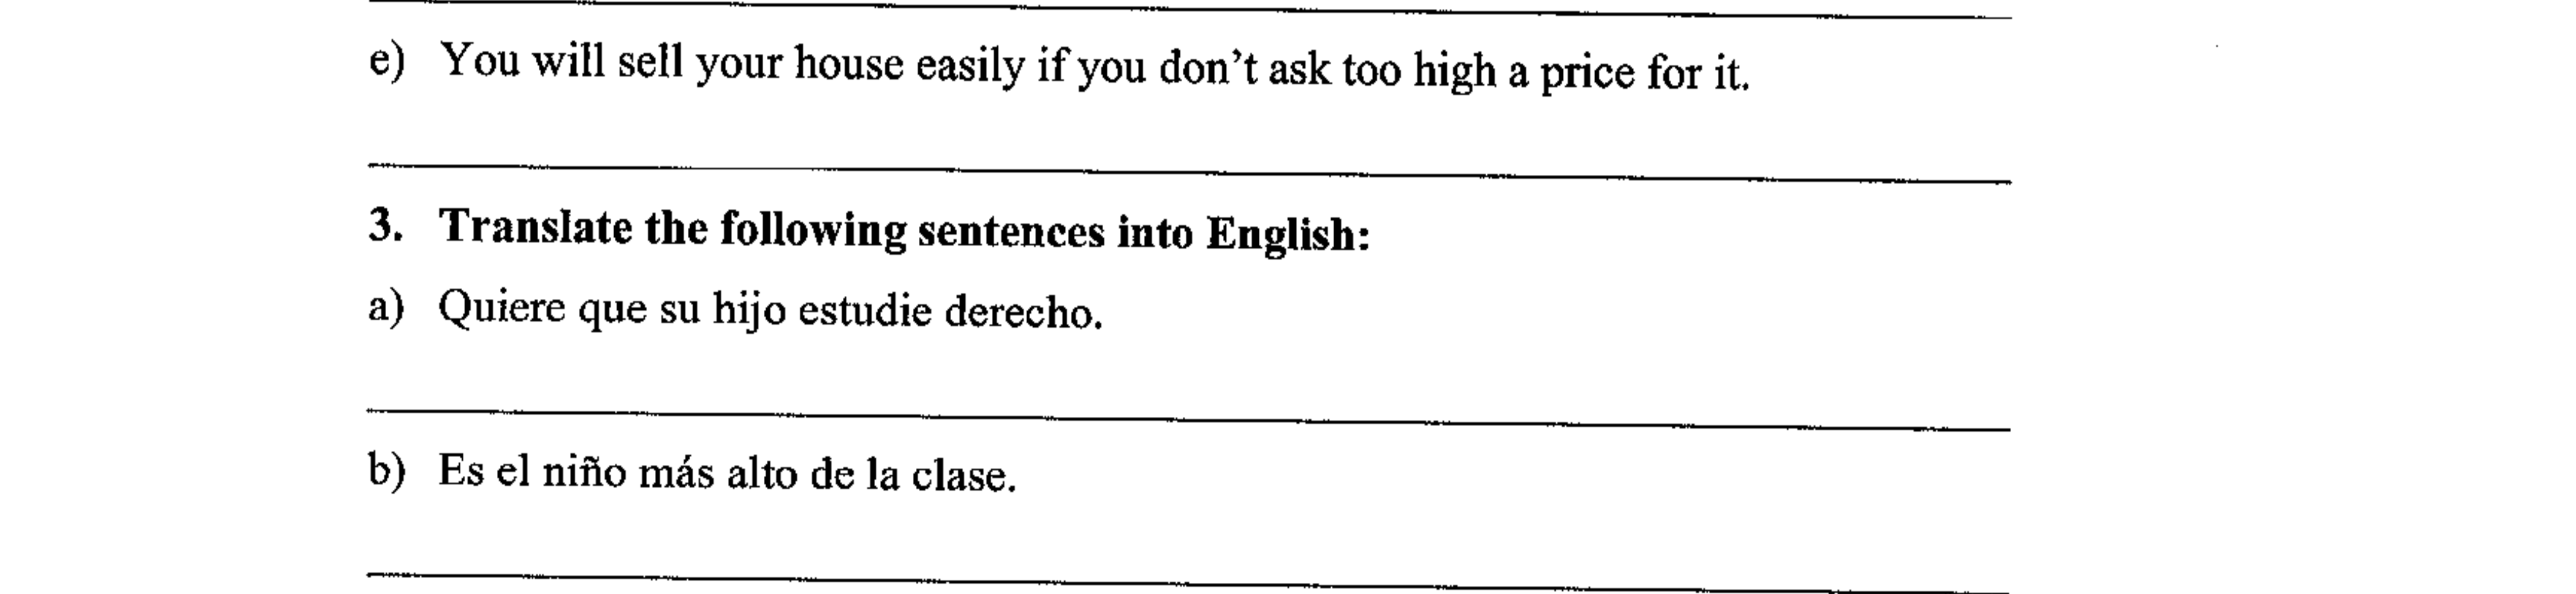 e) You will sell your house easily if you don't ask too high a price for it.
3. Translate the following sentences into English:
a) Quiere que su hijo estudie derecho.
b) Es el niño más alto de la clase.